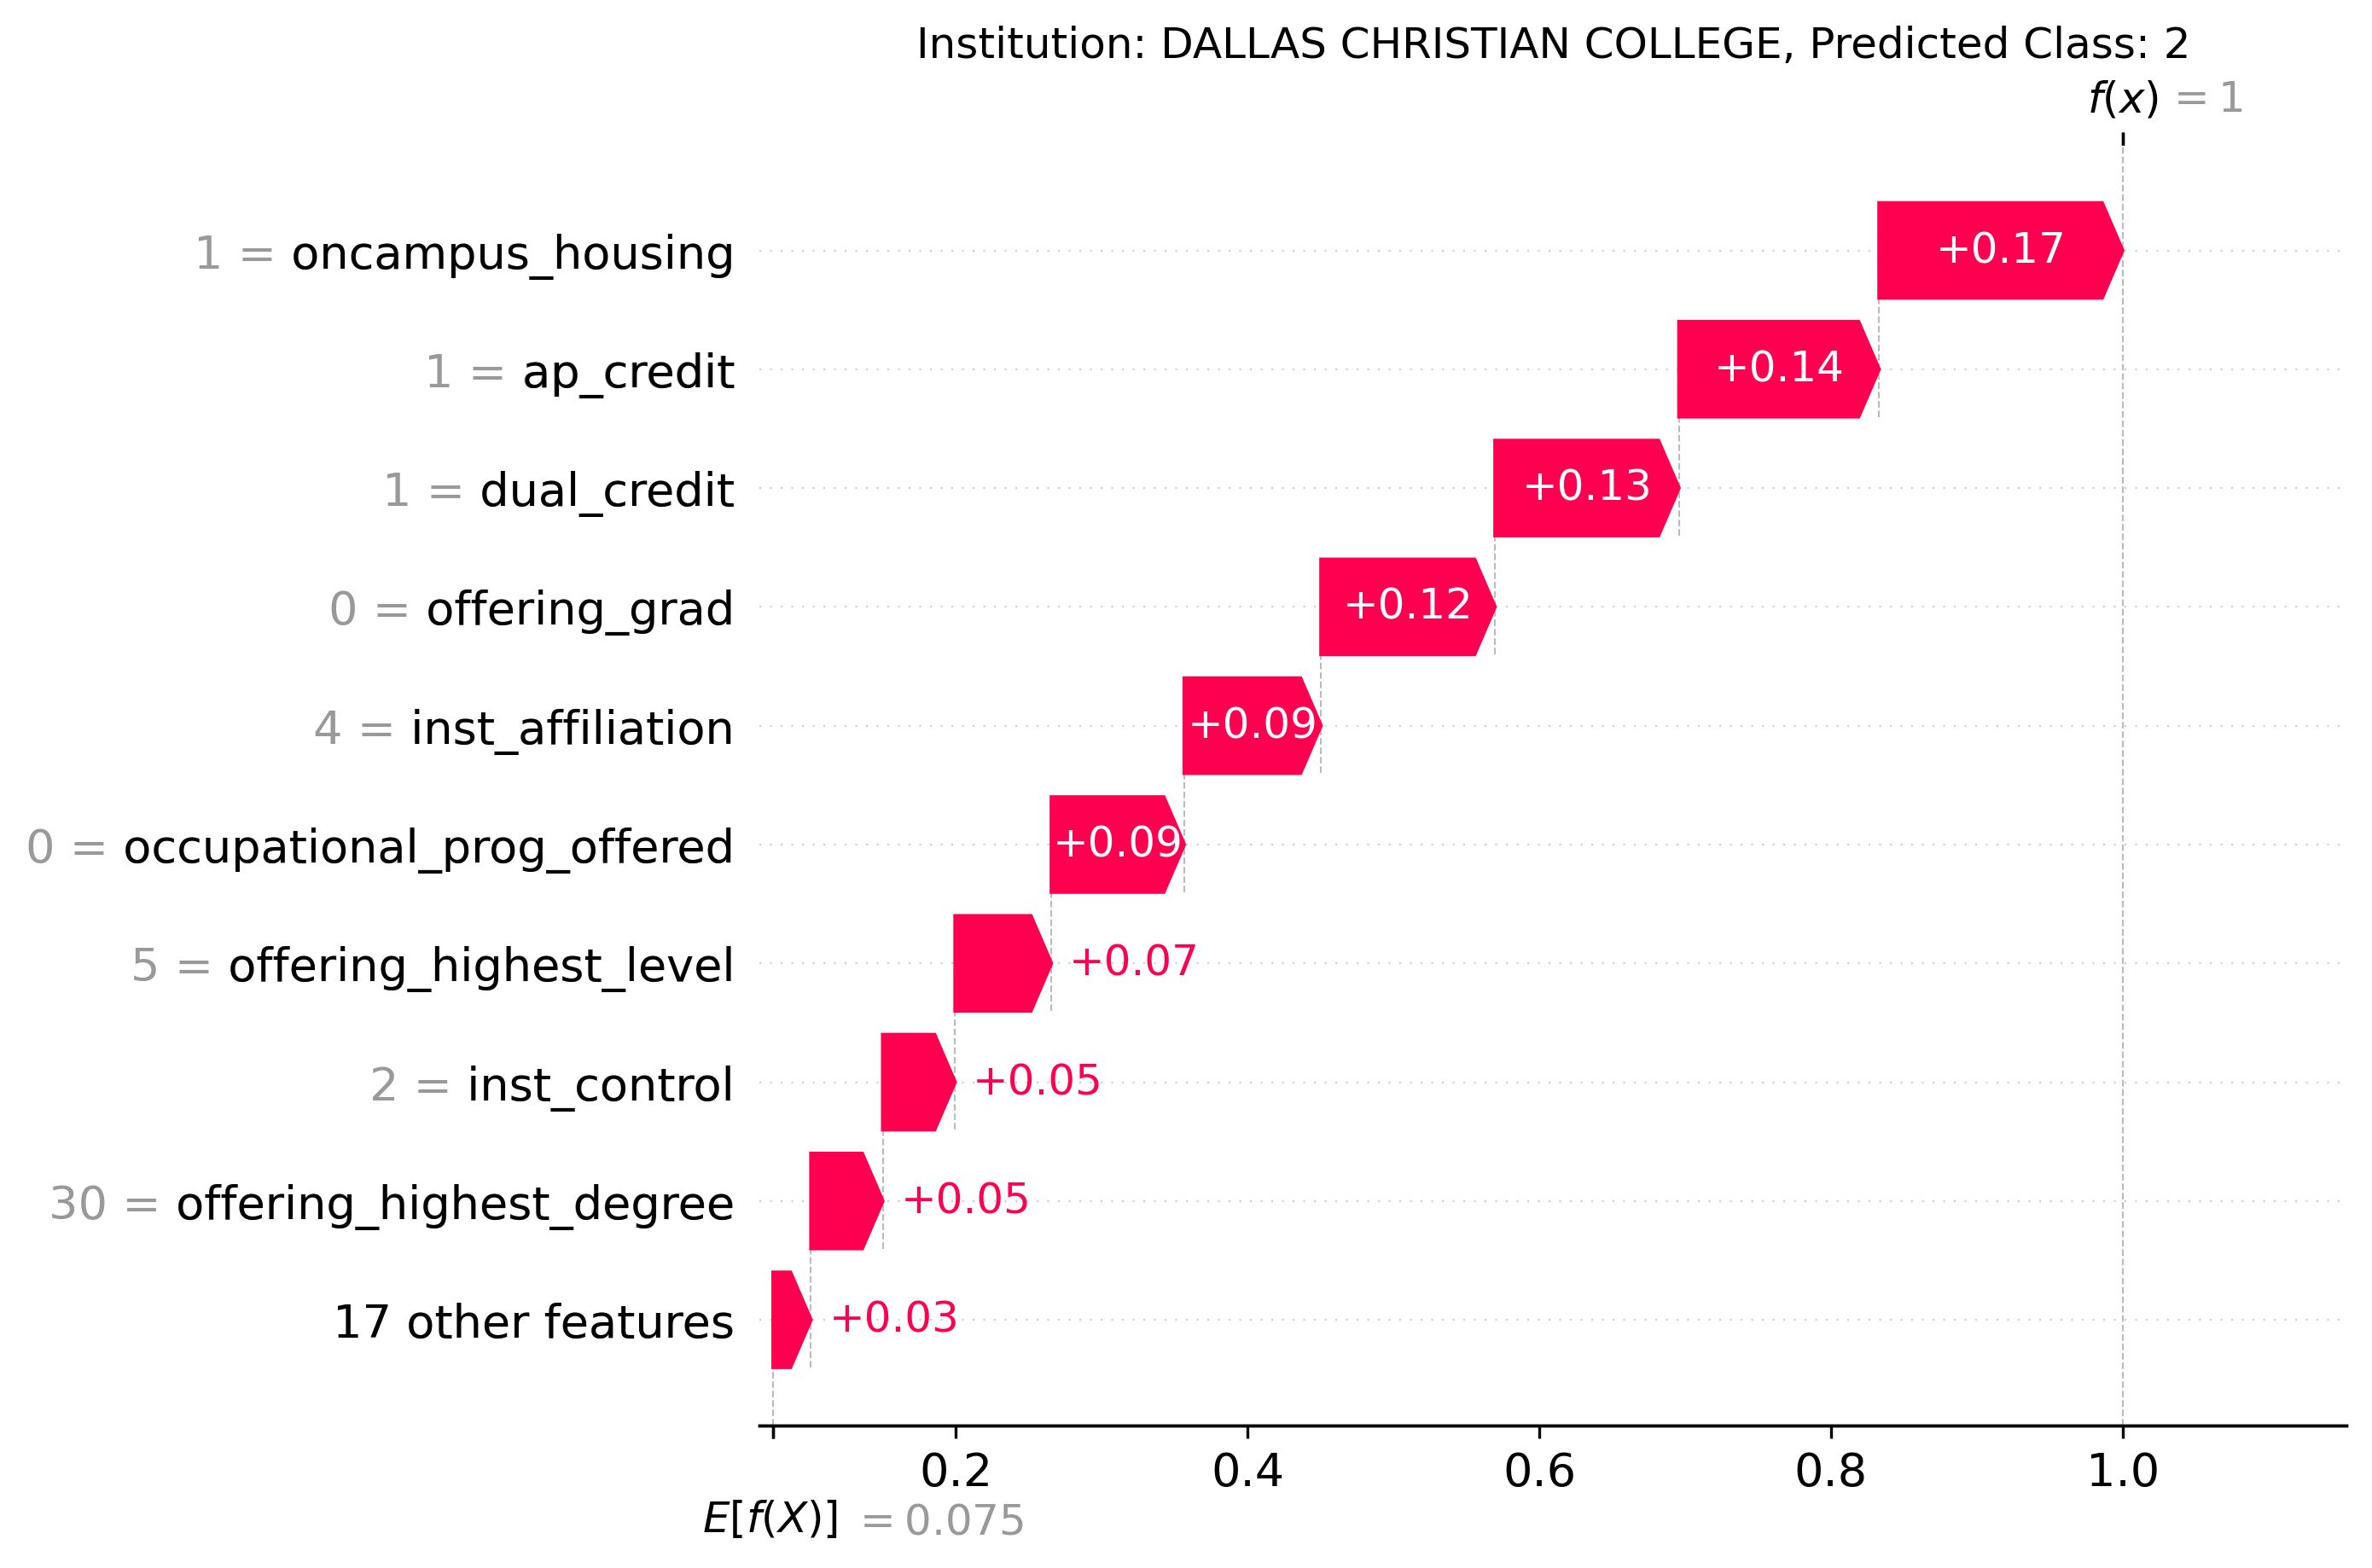 Institution: DALLAS CHRISTIAN COLLEGE, Predicted Class: 2
f(x) = 1
1 = oncampus_housing +0.17
1 = ap_credit +0.14
1 = dual_credit +0.13
0 = offering_grad +0.12
4 = inst_affiliation +0.09
0 = occupational_prog_offered +0.09
5 = offering_highest_level +0.07
2 = inst_control +0.05
30 = offering_highest_degree +0.05
17 other features +0.03
0.2 0.4 0.6 0.8 1.0
E[f(X)] = 0.075